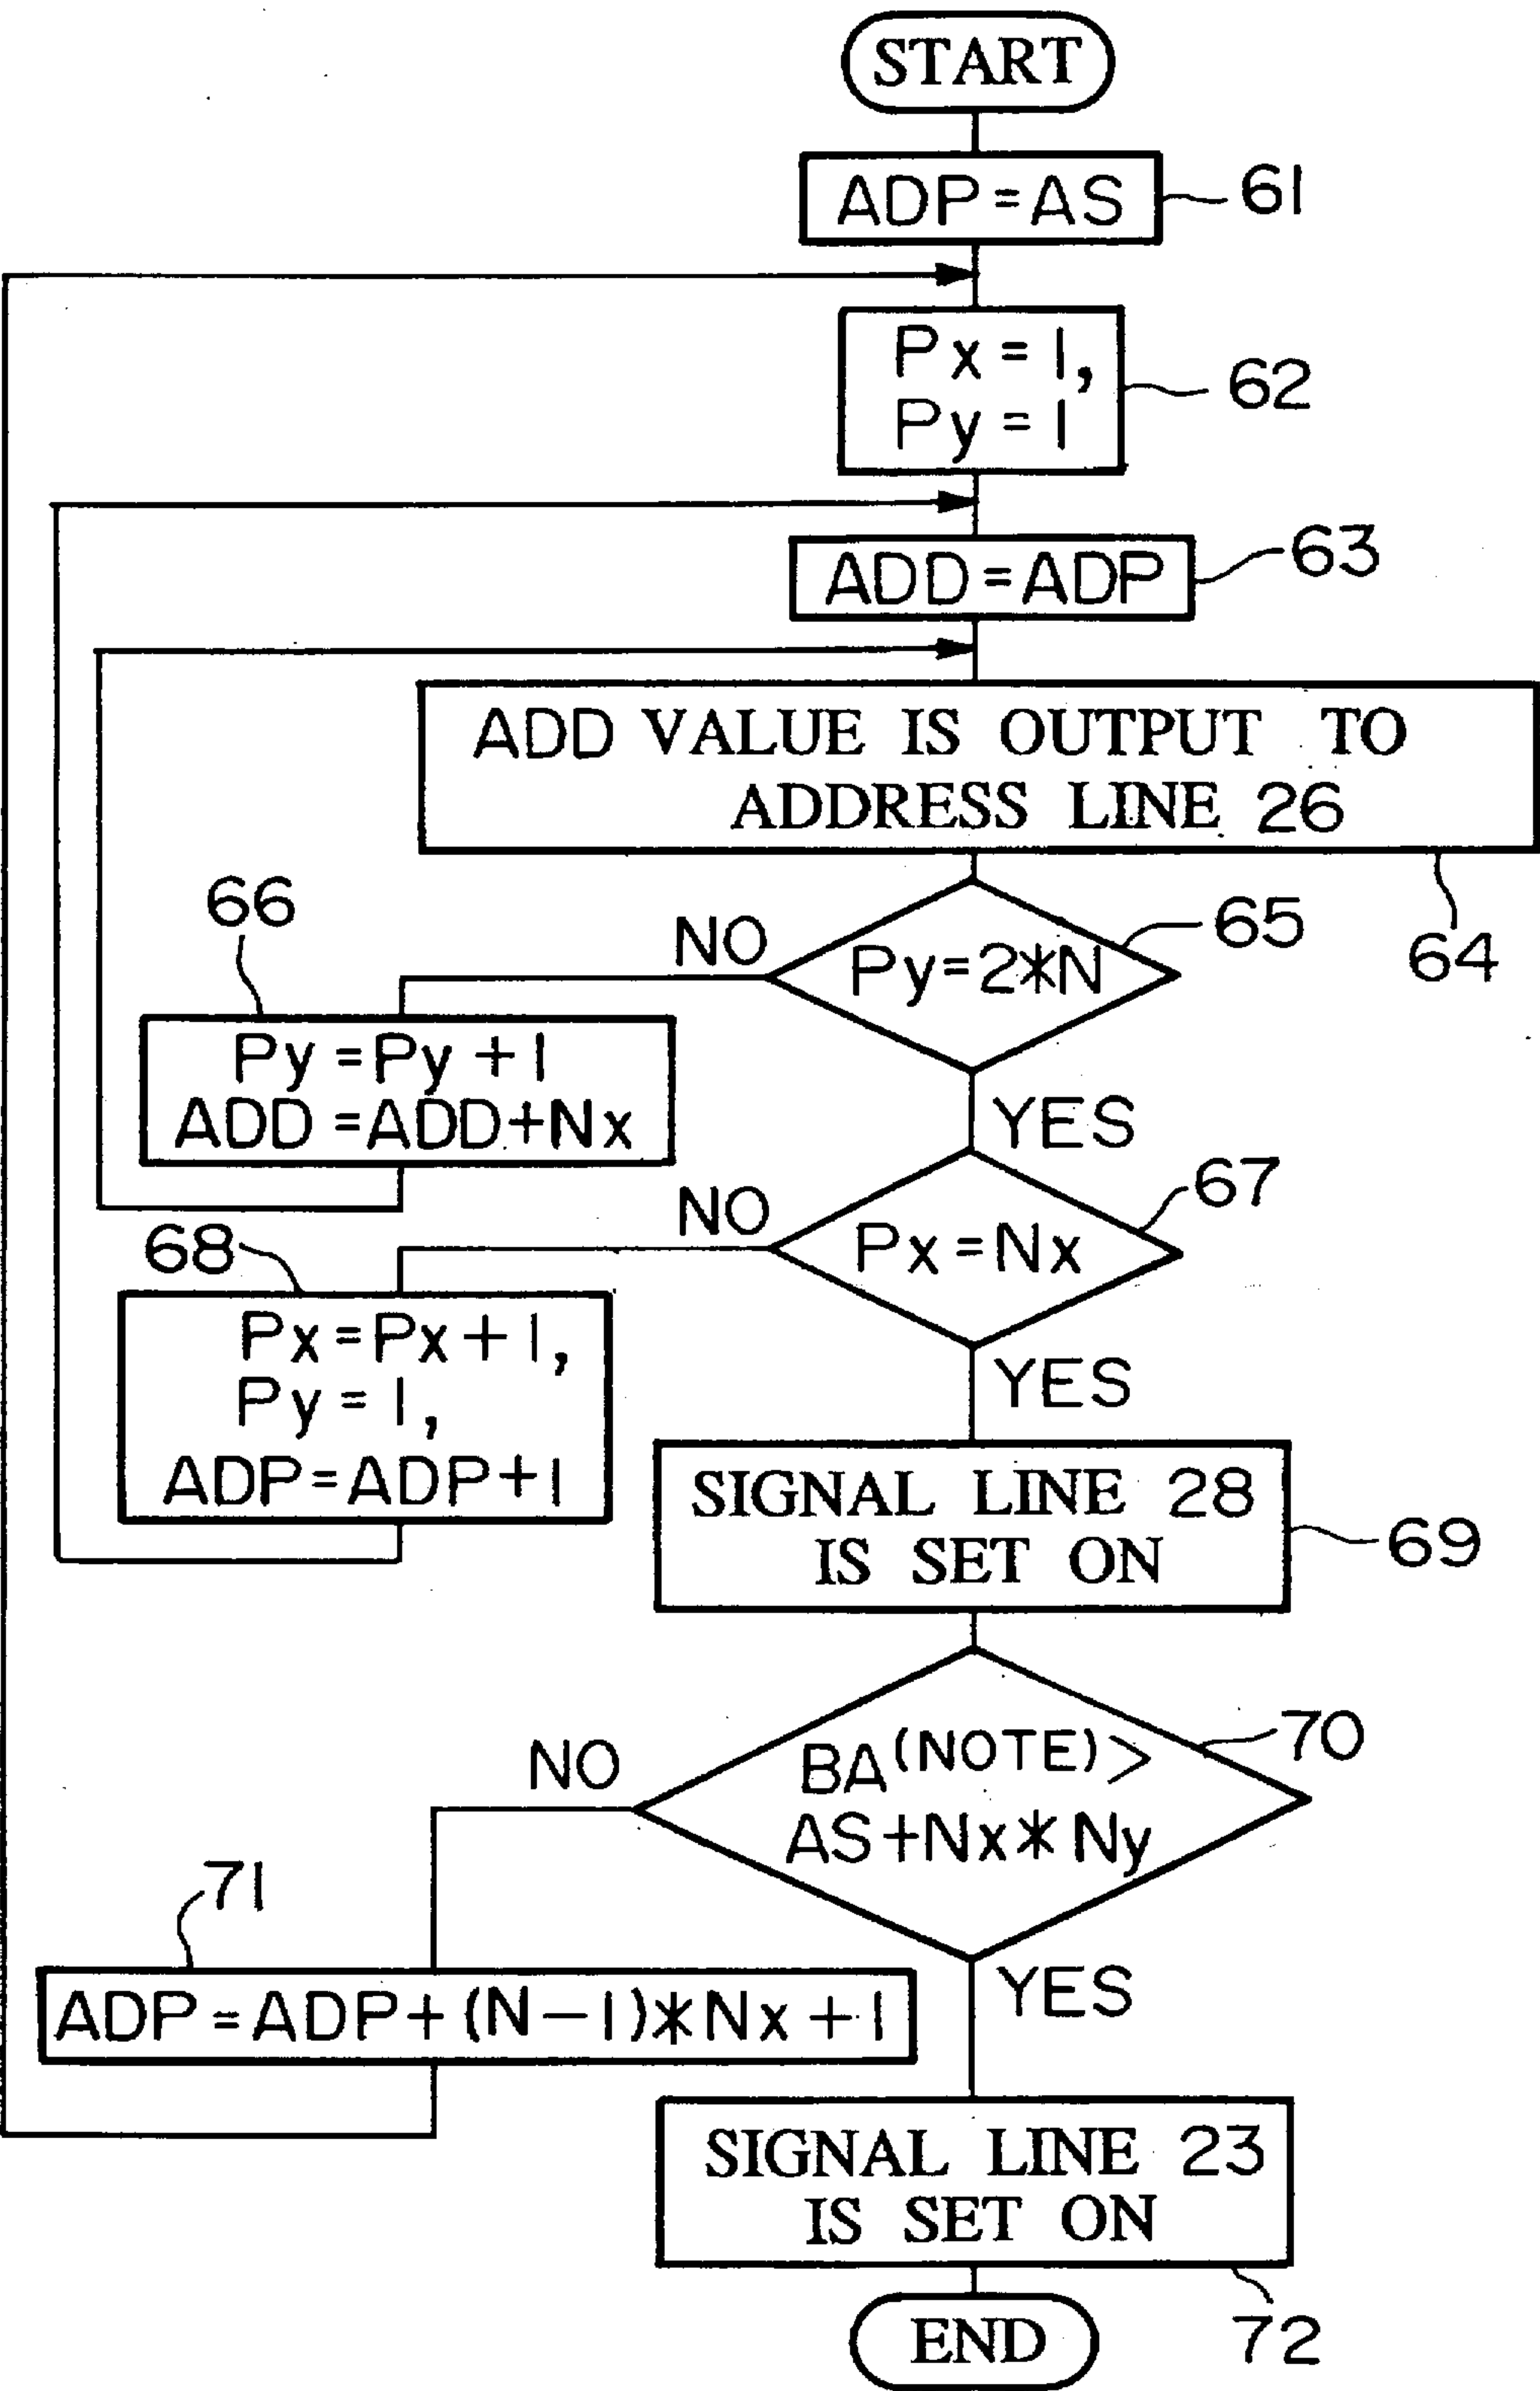 START
ADP=AS
61
Px=1,
Py=1
62
ADD=ADP
63
ADD VALUE IS OUTPUT TO
ADDRESS LINE 26
64
Py=2*N
65
NO
66
Py=Py+1
ADD=ADD+Nx
YES
Px=Nx
67
NO
68
Px=Px+1,
Py=1,
ADP=ADP+1
YES
SIGNAL LINE 28
IS SET ON
69
BA(NOTE)>
AS+Nx*Ny
70
NO
71
ADP=ADP+(N-1)*Nx+1
YES
SIGNAL LINE 23
IS SET ON
72
END